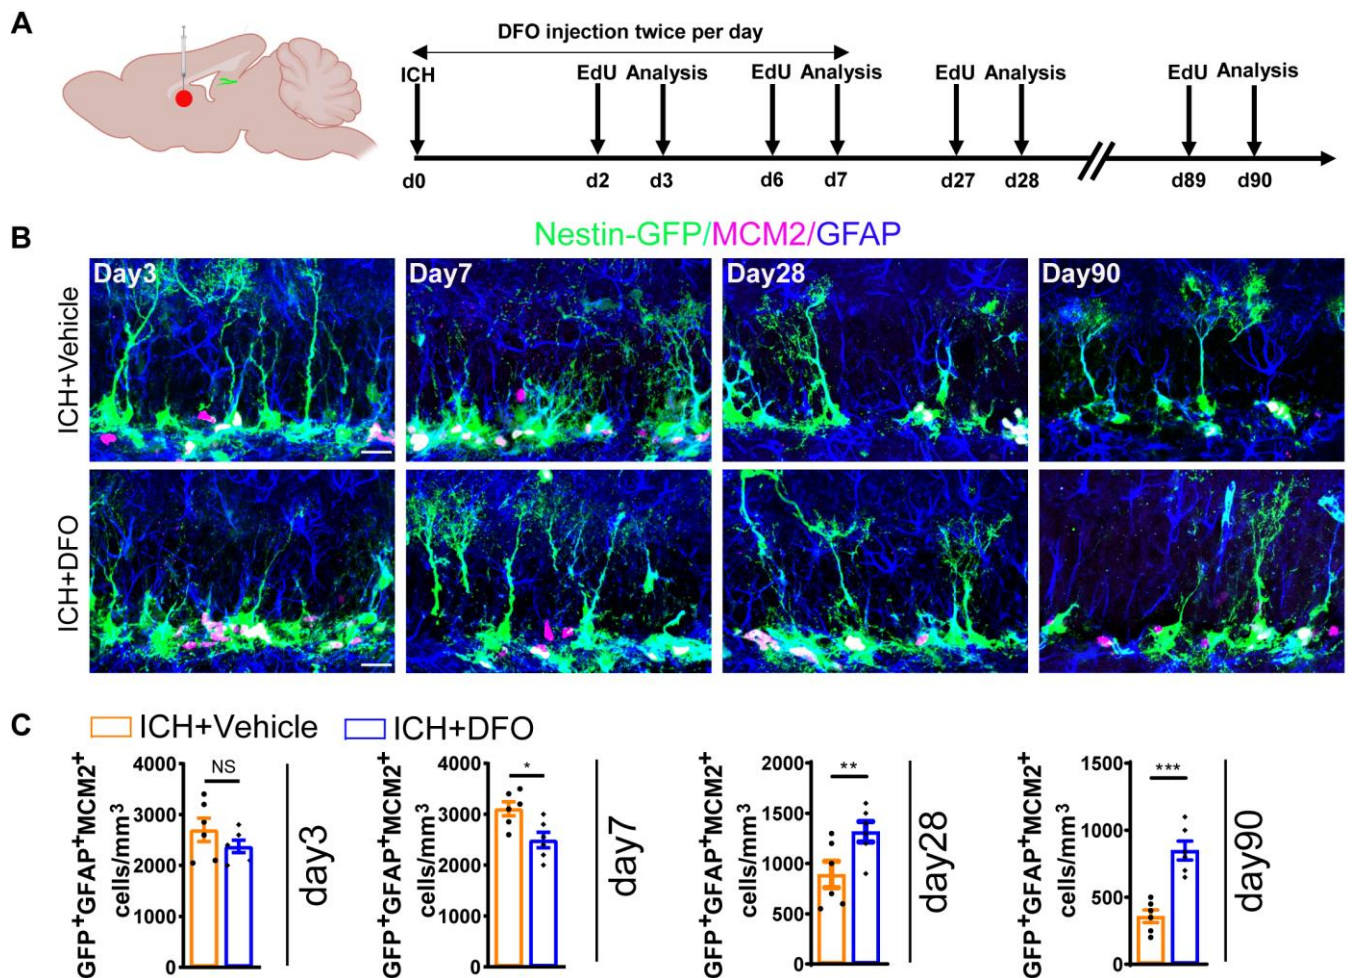 A
DFO injection twice per day
ICH
EdU Analysis
EdU Analysis
EdU Analysis
EdU Analysis
d0
d2
d3
d6
d7
d27
d28
d89
d90
B
Nestin-GFP/MCM2/GFAP
ICH+Vehicle
Day3
Day7
Day28
Day90
ICH+DFO
C
ICH+Vehicle
ICH+DFO
GFP+GFAP+MCM2+
cells/mm3
4000
3000
2000
1000
0
NS
day3
GFP+GFAP+MCM2+
cells/mm3
4000
3000
2000
1000
0
*
day7
GFP+GFAP+MCM2+
cells/mm3
2000
1500
1000
500
0
**
day28
GFP+GFAP+MCM2+
cells/mm3
1500
1000
500
0
***
day90